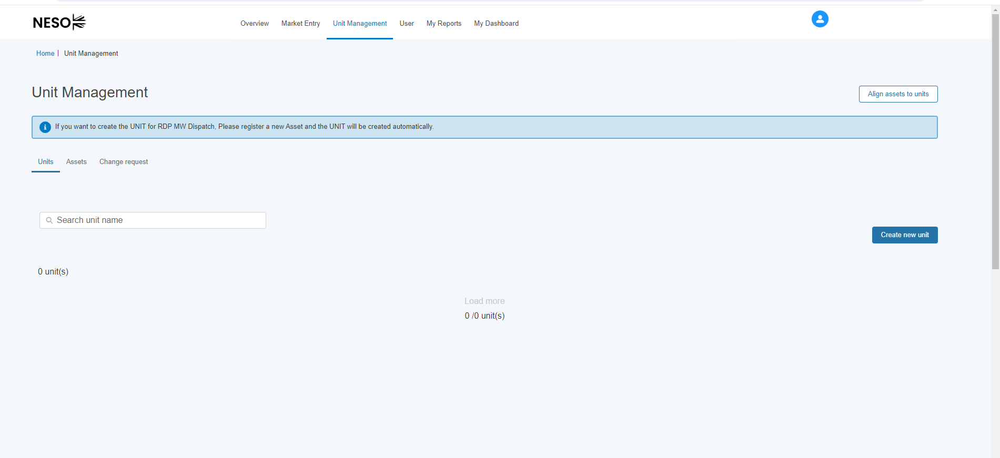 NESO
Overview Market Entry Unit Management User My Reports My Dashboard
Home | Unit Management
Unit Management
Align assets to units
If you want to create the UNIT for RDP MW Dispatch, Please register a new Asset and the UNIT will be created automatically.
Units Assets Change request
Search unit name
Create new unit
0 unit(s)
Load more
0 /0 unit(s)